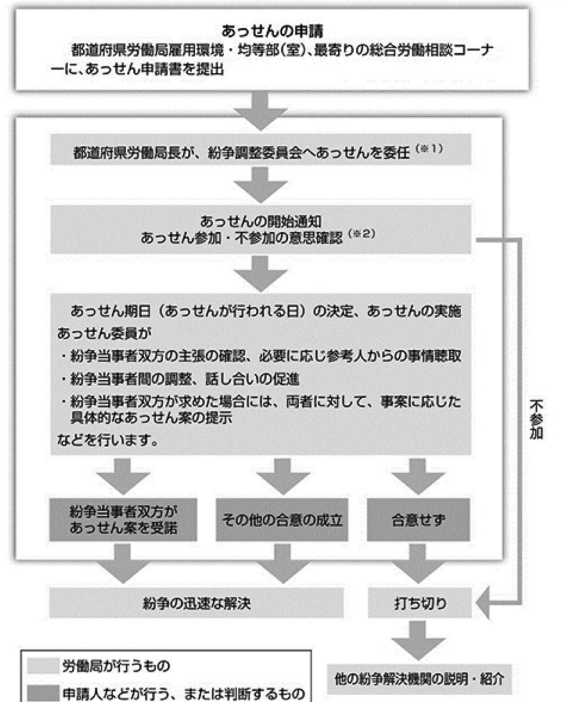 あっせんの申請
都道府県労働局雇用環境・均等部(室)、最寄りの総合労働相談コーナ
ーに、あっせん申請書を提出
都道府県労働局長が、紛争調整委員会へあっせんを委任（※1）
あっせんの開始通知
あっせん参加・不参加の意思確認（※2）
あっせん期日（あっせんが行われる日）の決定、あっせんの実施
あっせん委員が
・紛争当事者双方の主張の確認、必要に応じ参考人からの事情聴取
・紛争当事者間の調整、話し合いの促進
・紛争当事者双方が求めた場合には、両者に対して、事案に応じた
具体的なあっせん案の提示
などを行います。
不参加
紛争当事者双方が
あっせん案を受諾
その他の合意の成立
合意せず
紛争の迅速な解決
打ち切り
他の紛争解決機関の説明・紹介
労働局が行うもの
申請人などが行う、または判断するもの